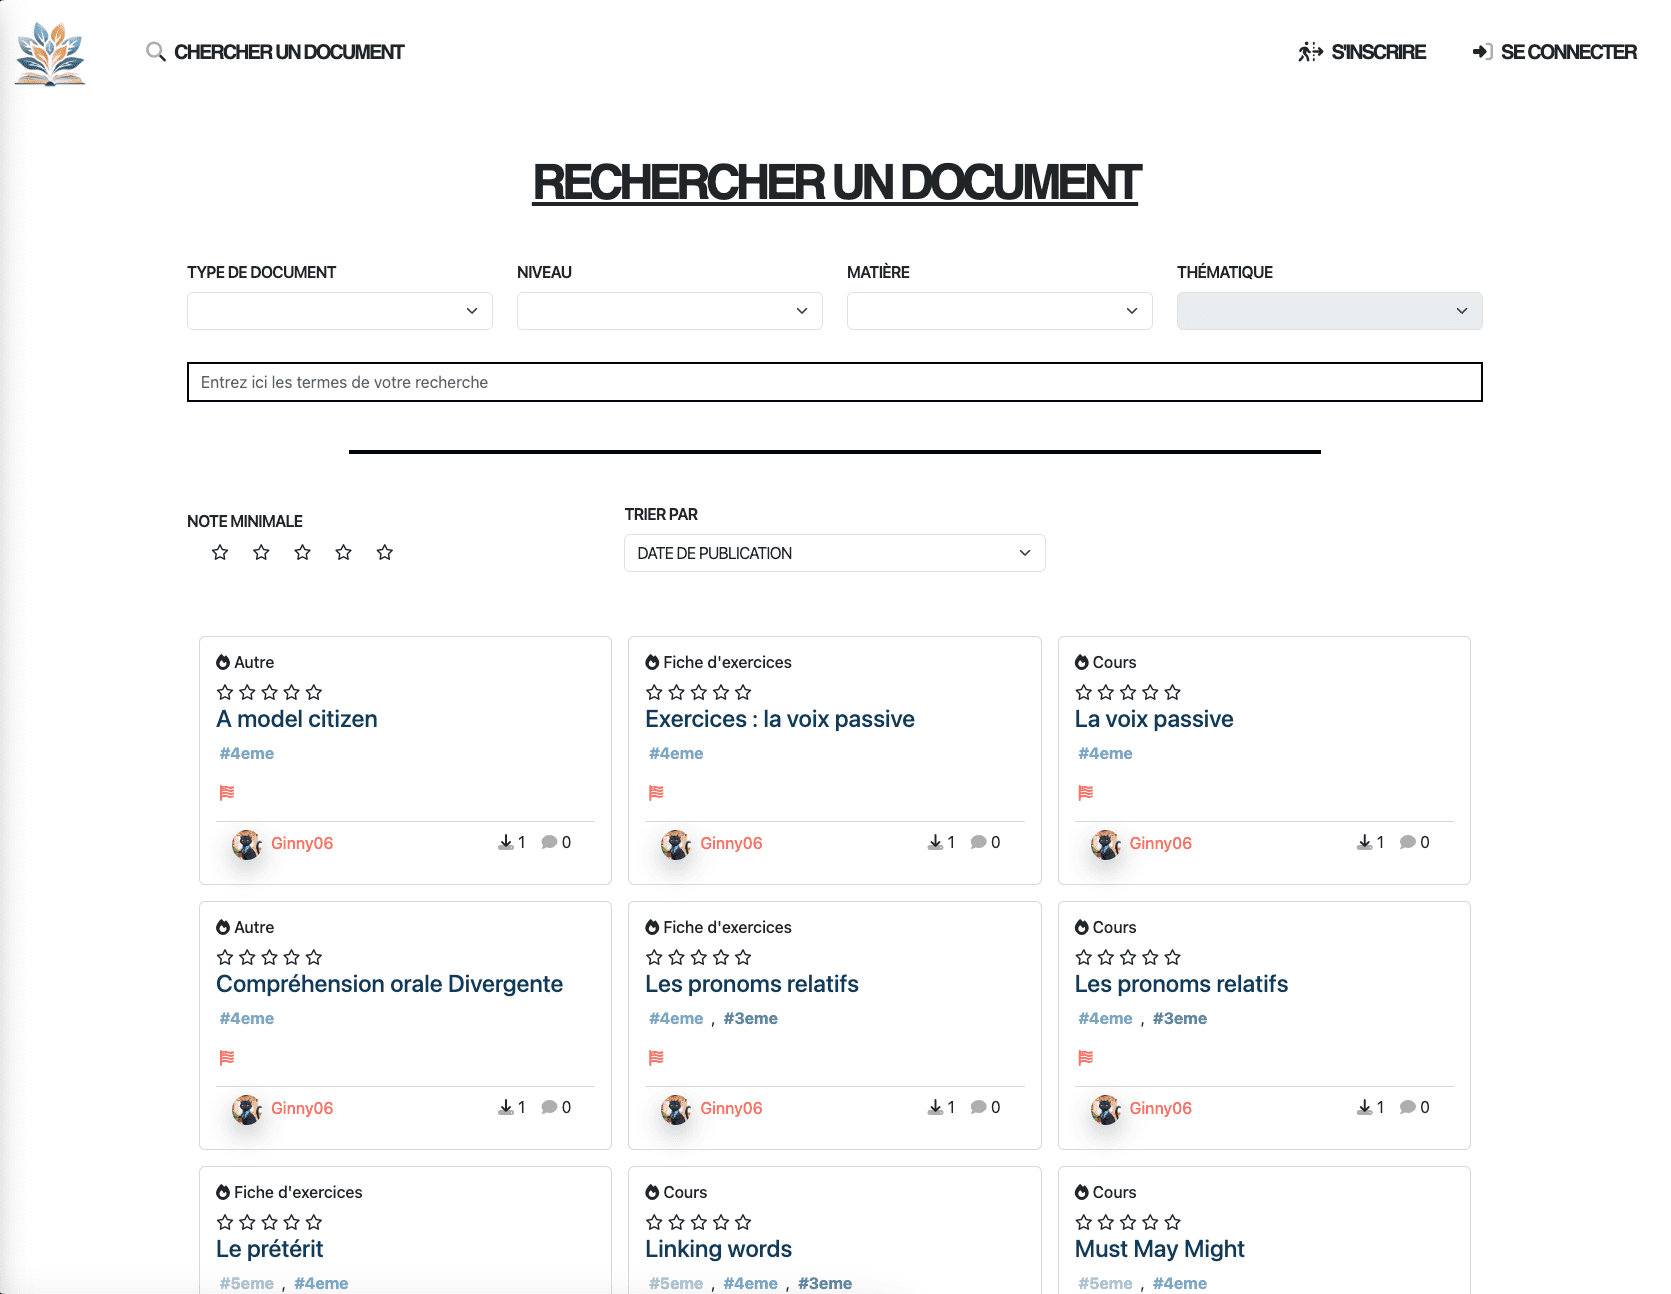 CHERCHER UN DOCUMENT
S'INSCRIRE
SE CONNECTER
RECHERCHER UN DOCUMENT
TYPE DE DOCUMENT
NIVEAU
MATIÈRE
THÉMATIQUE
Entrez ici les termes de votre recherche
NOTE MINIMALE
TRIER PAR
DATE DE PUBLICATION
Autre
A model citizen
#4eme
Ginny06
1
0
Fiche d'exercices
Exercices : la voix passive
#4eme
Ginny06
1
0
Cours
La voix passive
#4eme
Ginny06
1
0
Autre
Compréhension orale Divergente
#4eme
Ginny06
1
0
Fiche d'exercices
Les pronoms relatifs
#4eme , #3eme
Ginny06
1
0
Cours
Les pronoms relatifs
#4eme , #3eme
Ginny06
1
0
Fiche d'exercices
Le prétérit
#5eme , #4eme
Cours
Linking words
#5eme , #4eme , #3eme
Cours
Must May Might
#5eme , #4eme